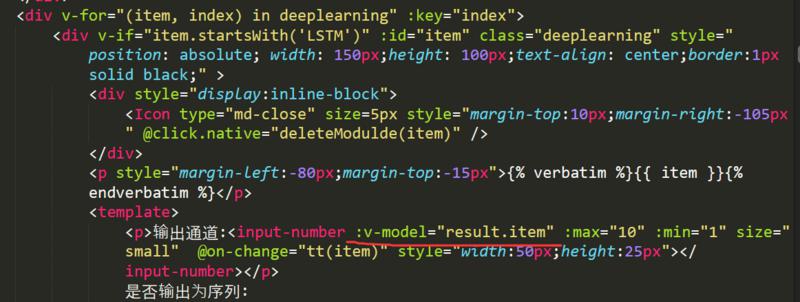 </div>
<div v-for="(item, index) in deeplearning" :key="index">
<div v-if="item.startsWith('LSTM')" :id="item" class="deeplearning" style="
position: absolute; width: 150px;height: 100px;text-align: center;border:1px
solid black;" >
<div style="display:inline-block">
<Icon type="md-close" size=5px style="margin-top:10px;margin-right:-105px
" @click.native="deleteModulde(item)" />
</div>
<p style="margin-left:-80px;margin-top:-15px">{% verbatim %}{{ item }}{%
endverbatim %}</p>
<template>
<p>输出通道:<input-number :v-model="result.item" :max="10" :min="1" size="
small"  @on-change="tt(item)" style="width:50px;height:25px"></
input-number></p>
是否输出为序列: